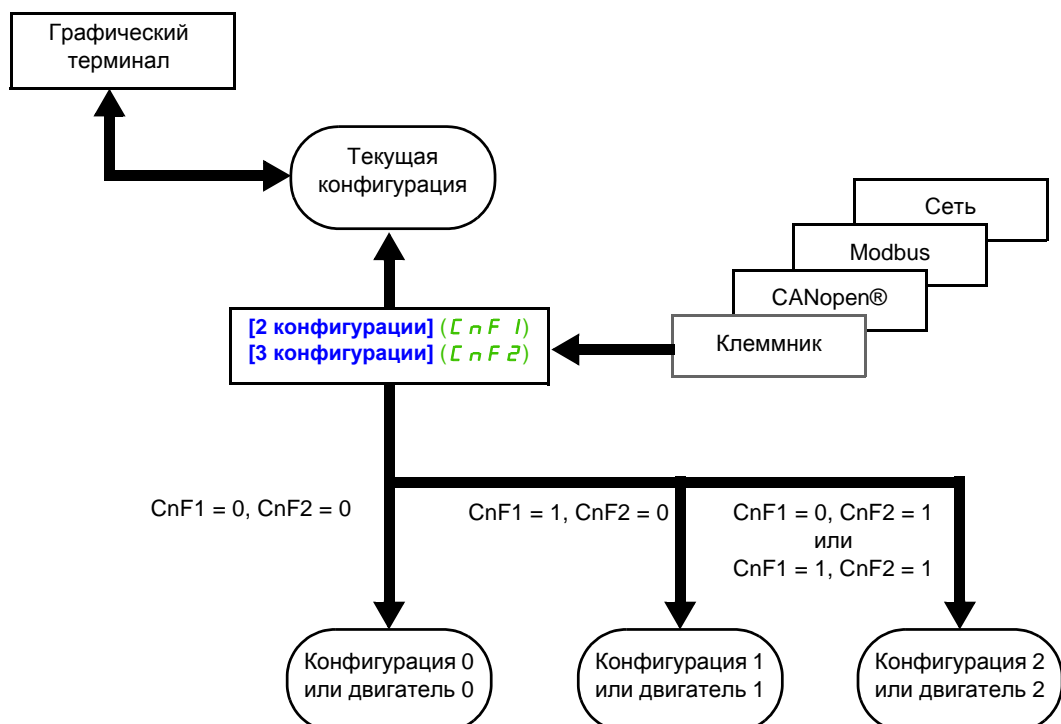 Графический
терминал
Текущая
конфигурация
Сеть
Modbus
CANopen®
Клеммник
[2 конфигурации] (CnF1)
[3 конфигурации] (CnF2)
CnF1 = 0, CnF2 = 0
CnF1 = 1, CnF2 = 0
CnF1 = 0, CnF2 = 1
или
CnF1 = 1, CnF2 = 1
Конфигурация 0
или двигатель 0
Конфигурация 1
или двигатель 1
Конфигурация 2
или двигатель 2